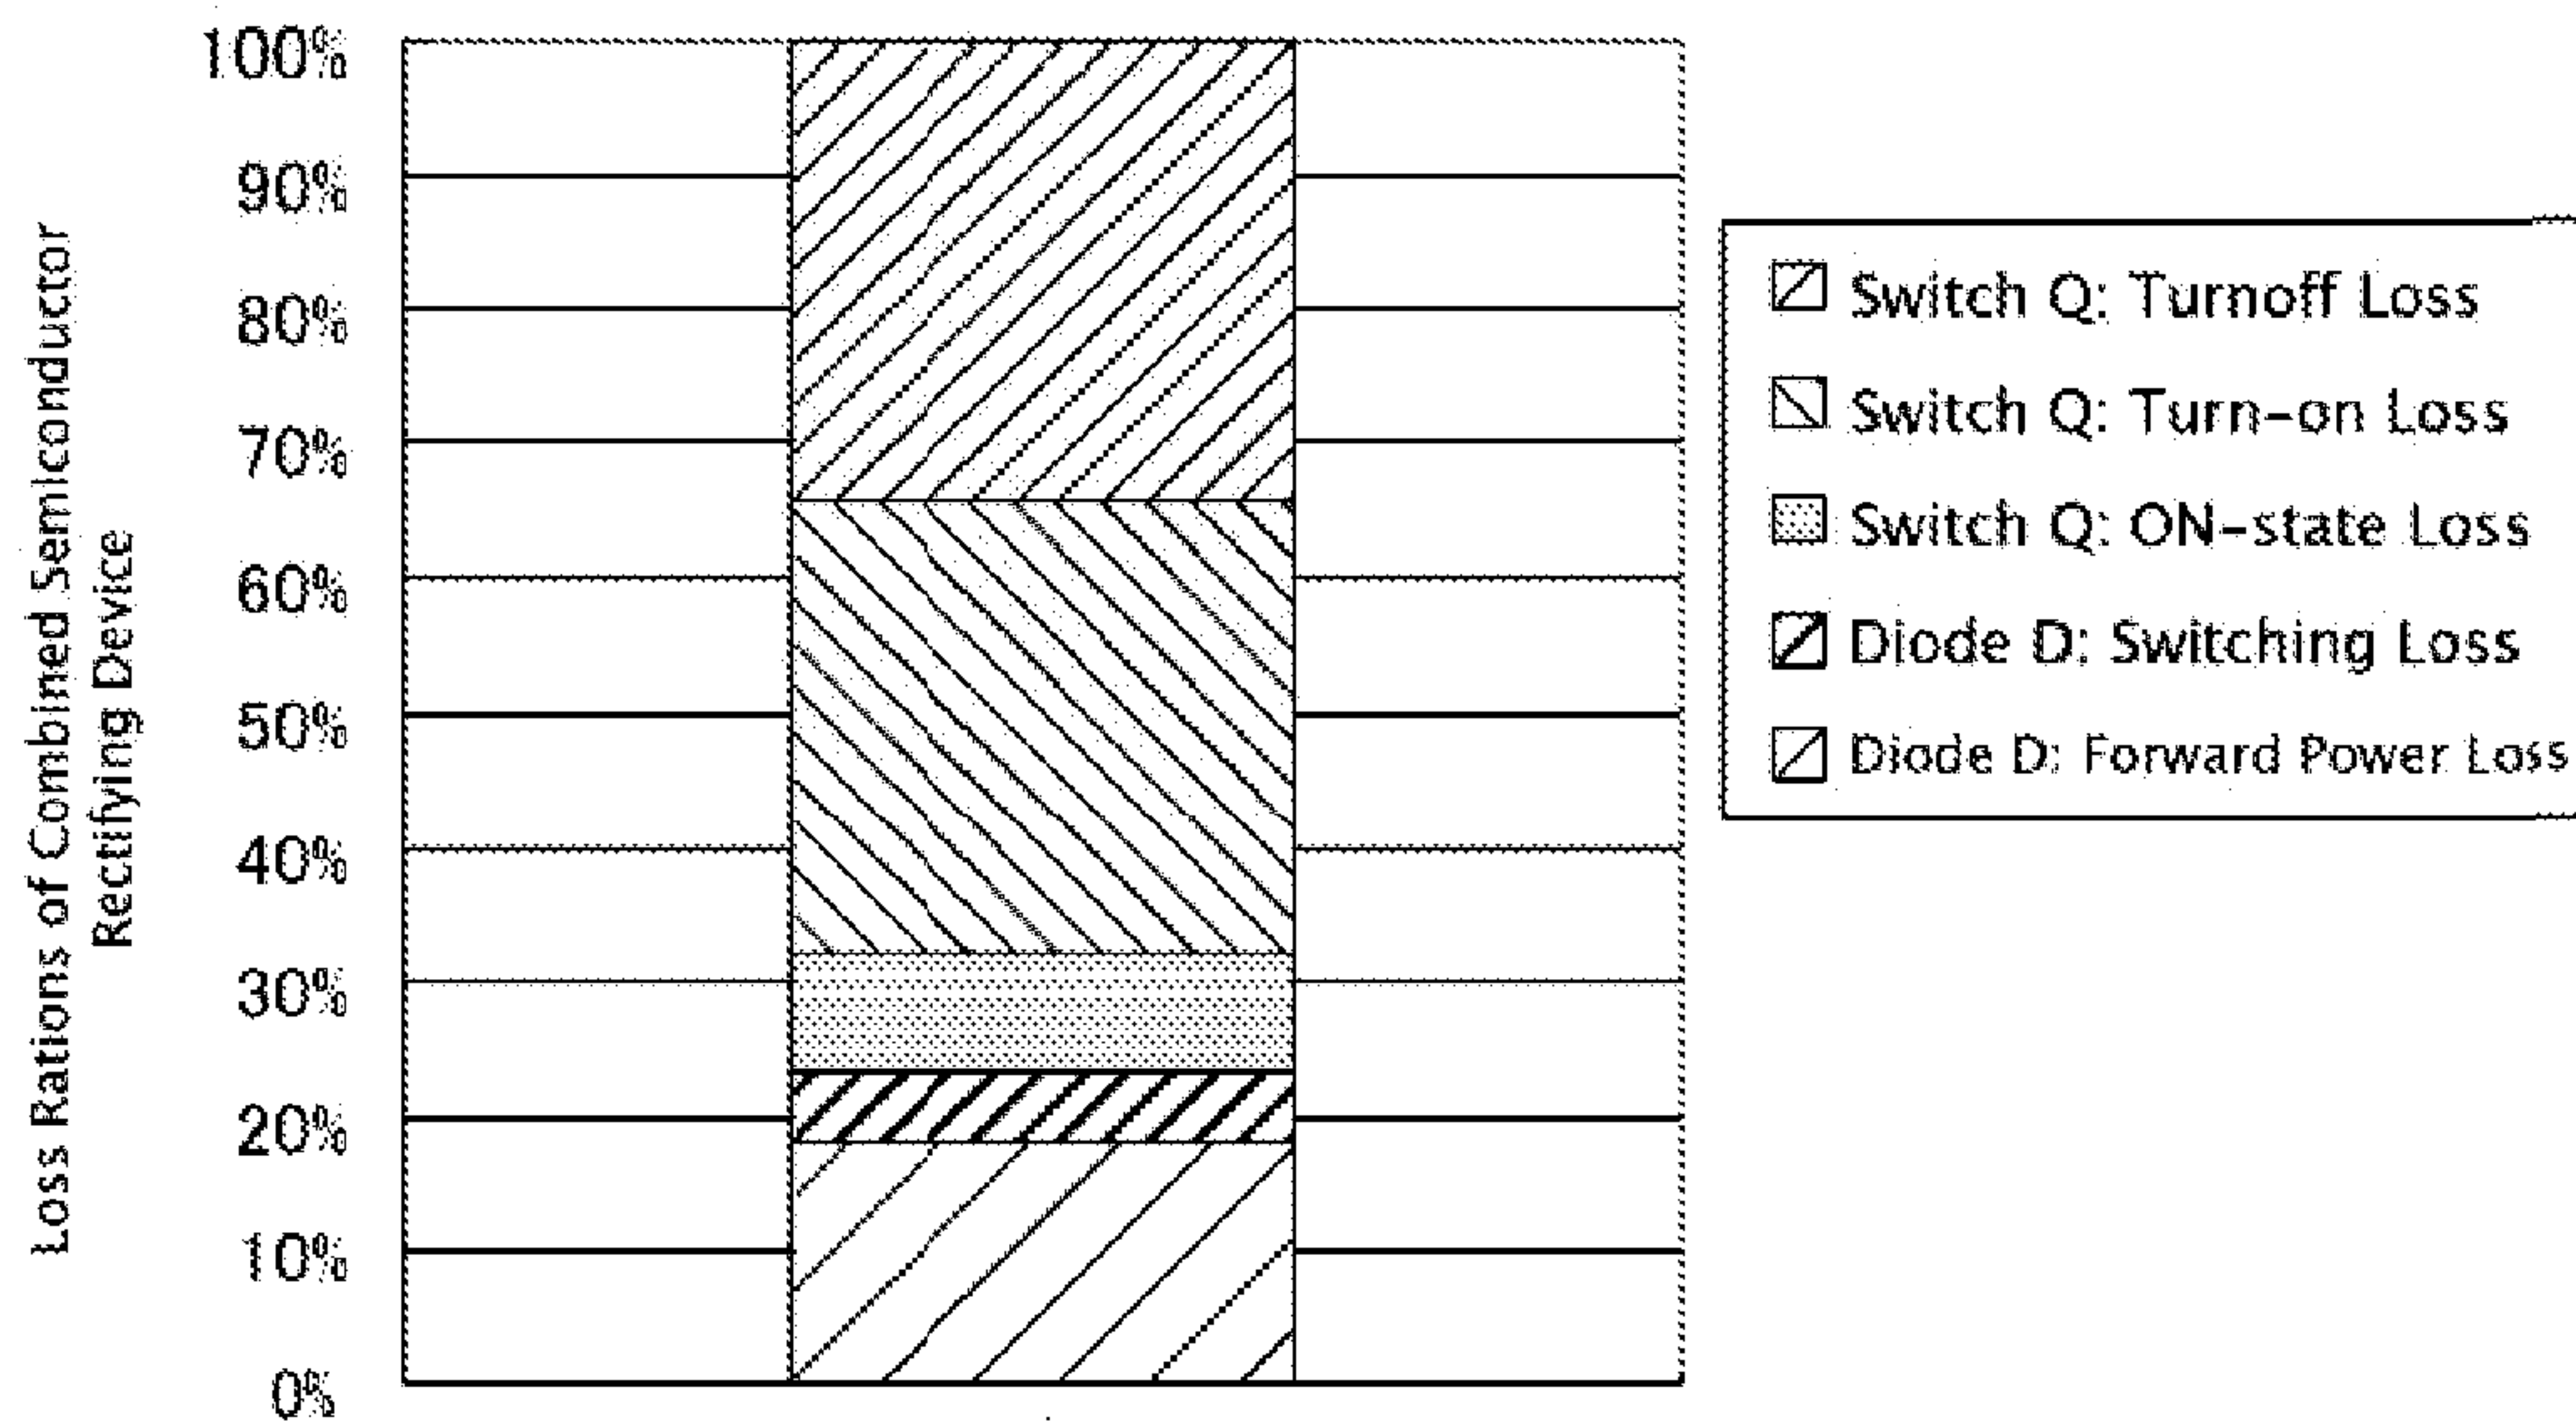 Loss Rations of Combined Semiconductor
Rectifying Device
100%
90%
80%
70%
60%
50%
40%
30%
20%
10%
0%
Switch Q: Turnoff Loss
Switch Q: Turn-on Loss
Switch Q: ON-state Loss
Diode D: Switching Loss
Diode D: Forward Power Loss